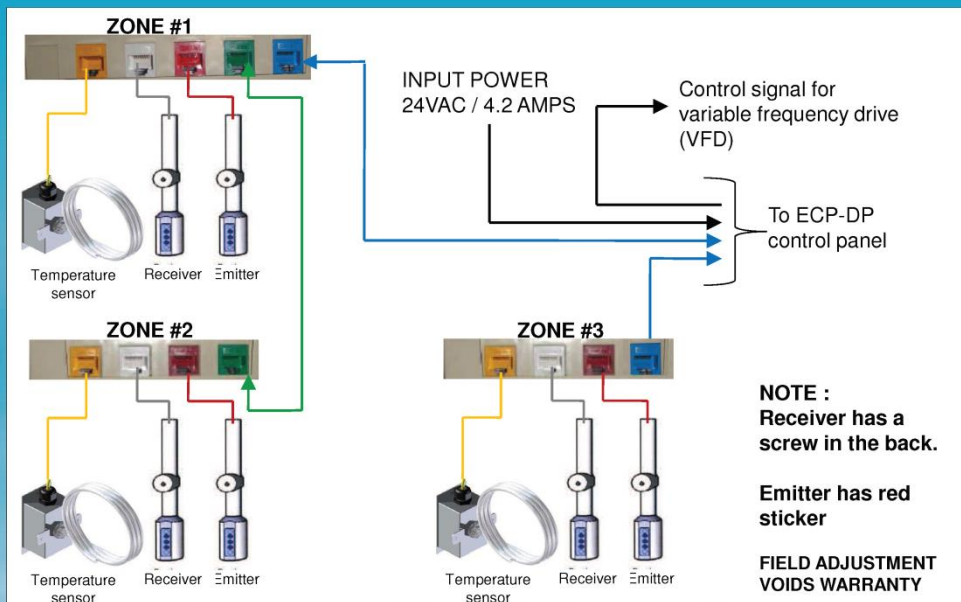 ZONE #1
INPUT POWER
24VAC / 4.2 AMPS
Control signal for
variable frequency drive
(VFD)
To ECP-DP
control panel
Temperature
sensor
Receiver
Emitter
ZONE #2
ZONE #3
NOTE :
Receiver has a
screw in the back.
Emitter has red
sticker
FIELD ADJUSTMENT
VOIDS WARRANTY
Temperature
sensor
Receiver
Emitter
Temperature
sensor
Receiver
Emitter